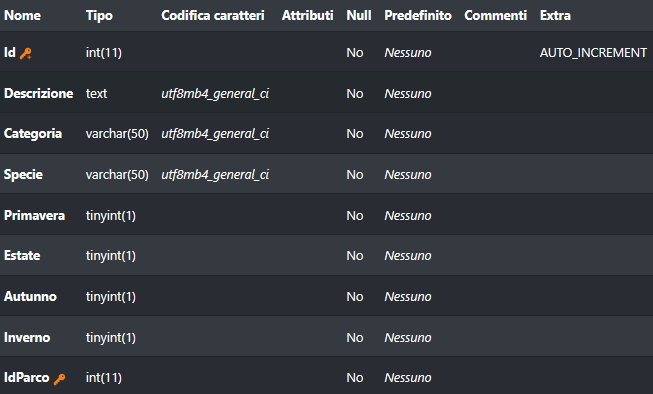 Nome Tipo Codifica caratteri Attributi Null Predefinito Commenti Extra
Id int(11) No Nessuno AUTO_INCREMENT
Descrizione text utf8mb4_general_ci No Nessuno
Categoria varchar(50) utf8mb4_general_ci No Nessuno
Specie varchar(50) utf8mb4_general_ci No Nessuno
Primavera tinyint(1) No Nessuno
Estate tinyint(1) No Nessuno
Autunno tinyint(1) No Nessuno
Inverno tinyint(1) No Nessuno
IdParco int(11) No Nessuno